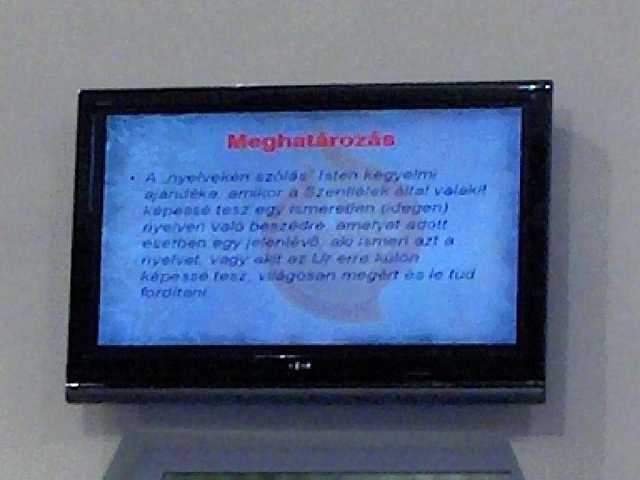 Meghatározás
• A „nyelveken szólás" Isten kegyelmi
ajándéka, amikor a Szentlélek által valakit
képessé tesz egy ismeretlen (idegen)
nyelven való beszédre, amelyet adott
esetben egy jelenlévő, aki ismeri azt a
nyelvet, vagy akit az Úr erre külön
képessé tesz, világosan megért és le tud
fordítani.